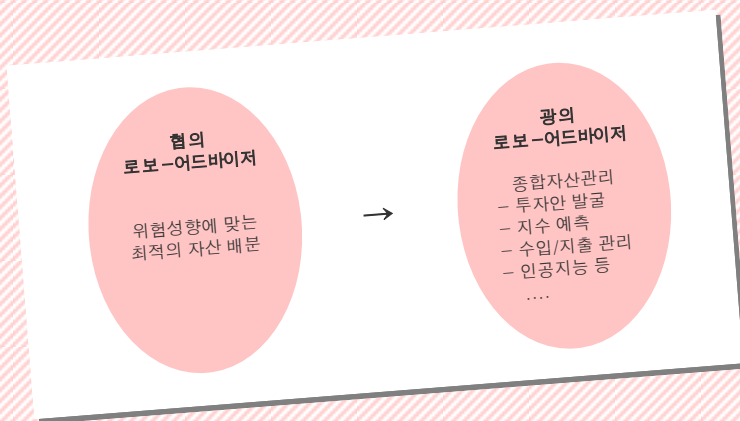 협의
로보-어드바이저
위험성향에 맞는
최적의 자산 배분
→
광의
로보-어드바이저
종합자산관리
- 투자안 발굴
- 지수 예측
- 수입/지출 관리
- 인공지능 등
....